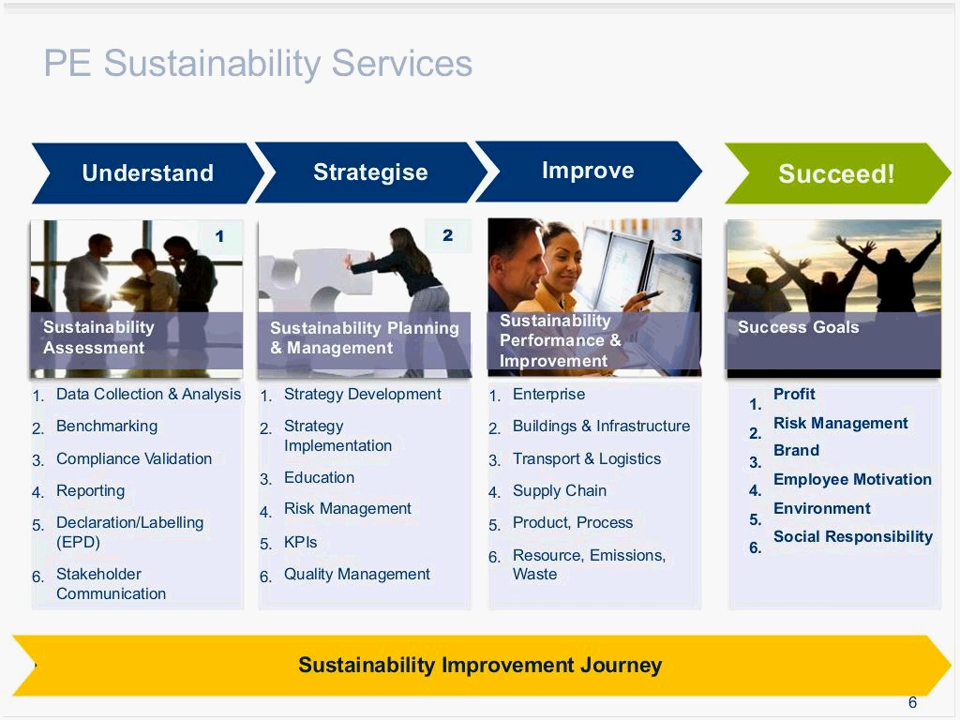 PE Sustainability Services
Understand
Strategise
Improve
Succeed!
1
Sustainability
Assessment
1. Data Collection & Analysis
2. Benchmarking
3. Compliance Validation
4. Reporting
5. Declaration/Labelling
(EPD)
6. Stakeholder
Communication
2
Sustainability Planning
& Management
1. Strategy Development
2. Strategy
Implementation
3. Education
4. Risk Management
5. KPIs
6. Quality Management
3
Sustainability
Performance &
Improvement
1. Enterprise
2. Buildings & Infrastructure
3. Transport & Logistics
4. Supply Chain
5. Product, Process
6. Resource, Emissions,
Waste
Success Goals
1. Profit
2. Risk Management
3. Brand
4. Employee Motivation
5. Environment
6. Social Responsibility
Sustainability Improvement Journey
6